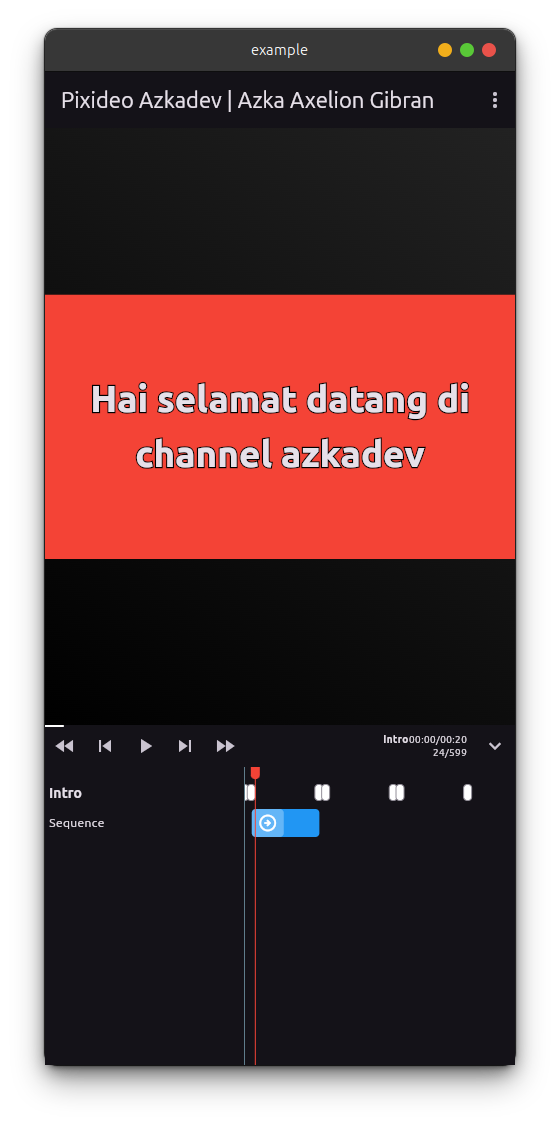 example
Pixideo Azkadev | Azka Axelion Gibran
Hai selamat datang di
channel azkadev
Intro00:00/00:20
24/599
Intro
Sequence